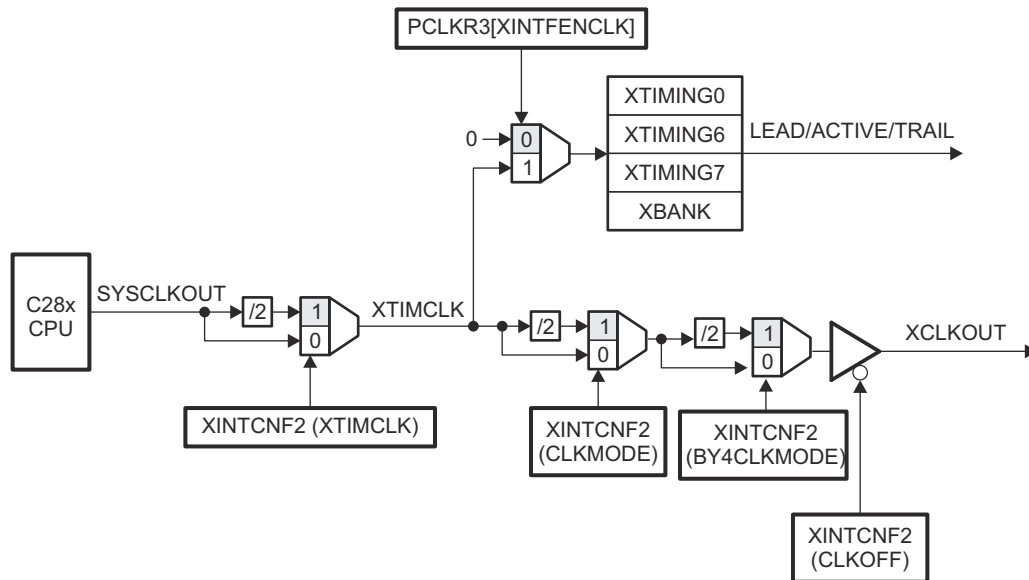 PCLKR3[XINTFENCLK]
0
0
1
XTIMING0
XTIMING6
XTIMING7
XBANK
LEAD/ACTIVE/TRAIL
C28x
CPU
SYSCLKOUT
/2
1
0
XTIMCLK
/2
1
0
/2
1
0
XCLKOUT
XINTCNF2 (XTIMCLK)
XINTCNF2
(CLKMODE)
XINTCNF2
(BY4CLKMODE)
XINTCNF2
(CLKOFF)